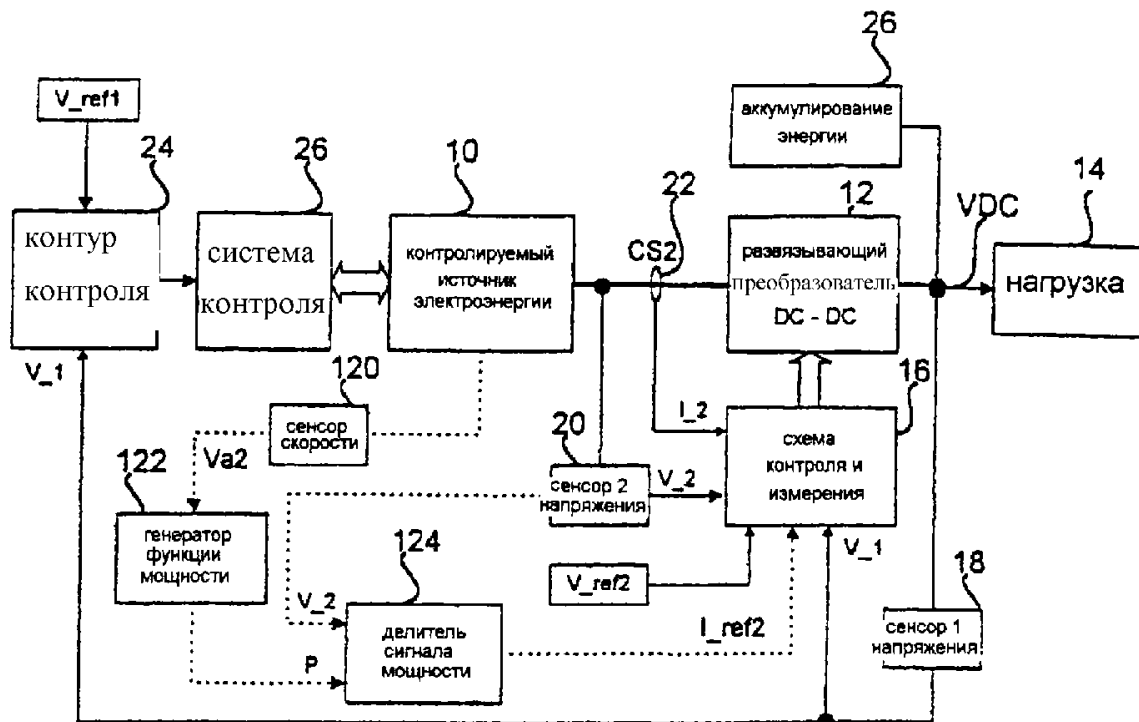 26
V_ref1
аккумулирование
энергии
24
26
10
22
12
VDC
14
контур
контроля
система
контроля
контролируемый
источник
электроэнергии
CS2
развязывающий
преобразователь
DC - DC
нагрузка
V_1
120
сенсор
скорости
Va2
I_2
16
схема
контроля и
измерения
122
20
сенсор 2
напряжения
V_2
генератор
функции
мощности
124
V_ref2
V_1
18
V_2
делитель
сигнала
мощности
I_ref2
сенсор 1
напряжения
P